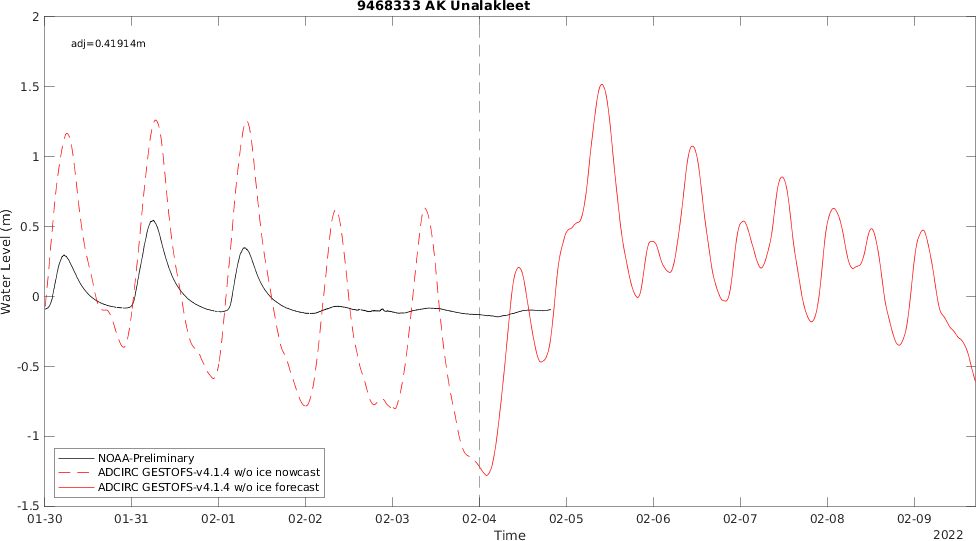 9468333 AK Unalakleet
adj=0.41914m
2
1.5
1
0.5
0
-0.5
-1
-1.5
Water Level (m)
NOAA-Preliminary
ADCIRC GESTOFS-v4.1.4 w/o ice nowcast
ADCIRC GESTOFS-v4.1.4 w/o ice forecast
01-30 01-31 02-01 02-02 02-03 02-04 02-05 02-06 02-07 02-08 02-09
Time
2022